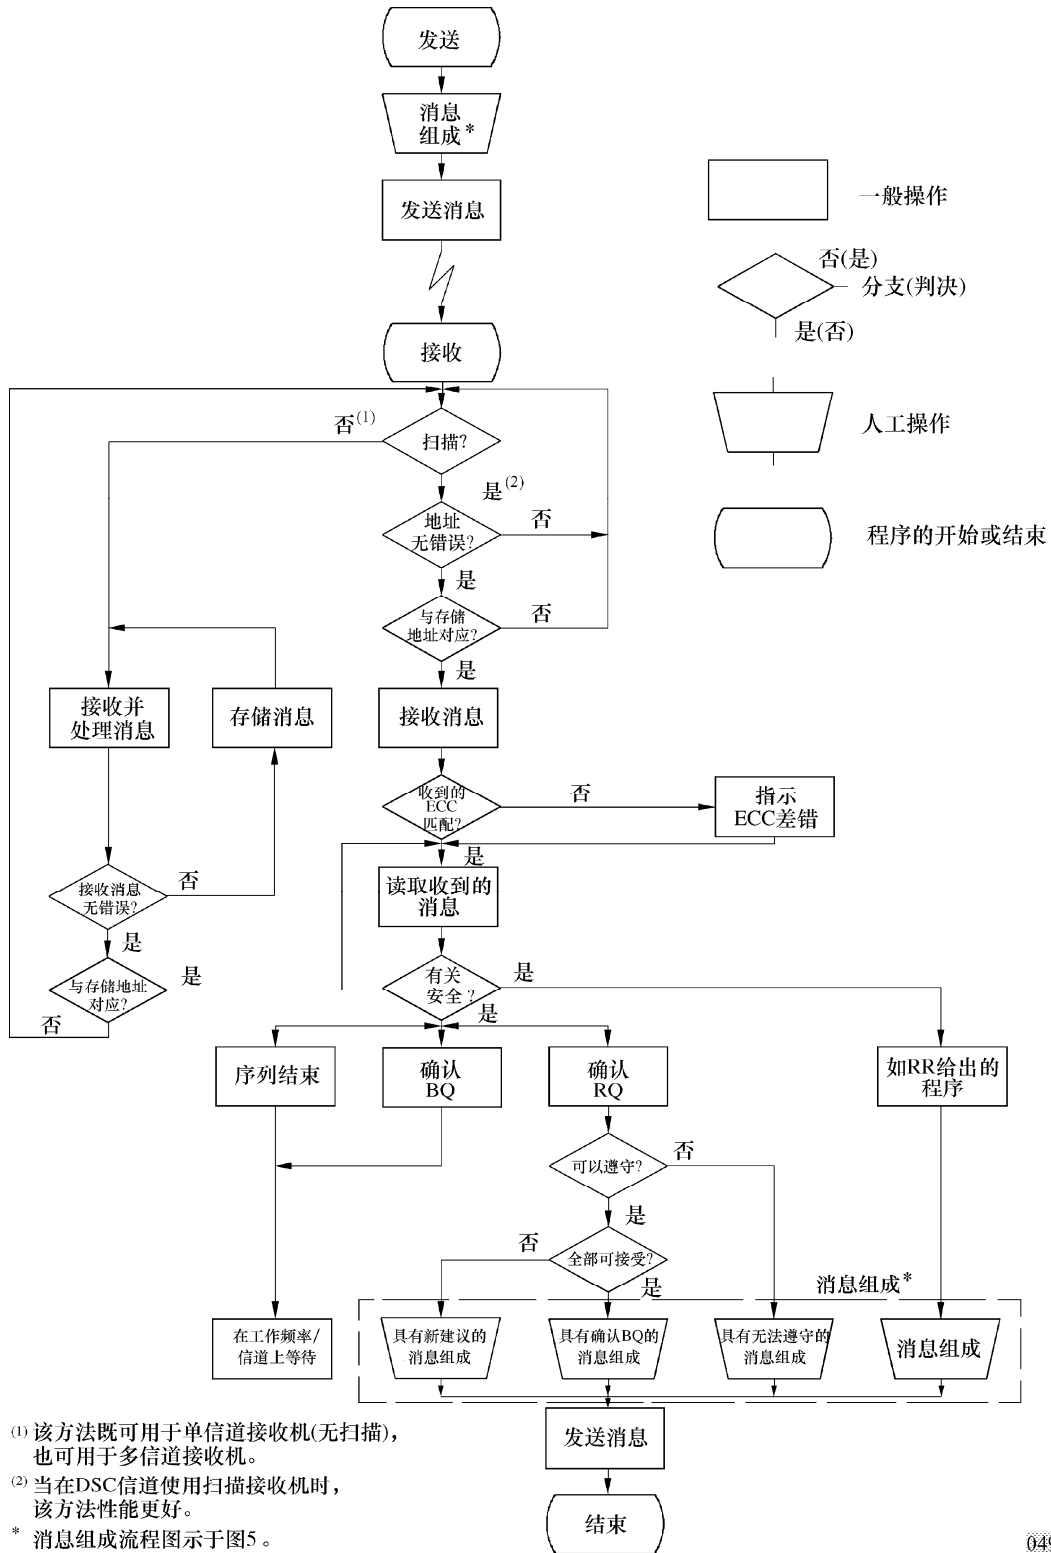 发送
消息
组成*
发送消息
一般操作
否(是)
分支(判决)
是(否)
接收
人工操作
否(1)
扫描?
是(2)
地址
无错误?
否
程序的开始或结束
是
与存储
地址对应?
否
是
接收并
处理消息
存储消息
接收消息
收到的
ECC
匹配?
否
指示
ECC差错
是
读取收到的
消息
接收消息
无错误?
否
是
与存储地址
对应?
是
否
有关
安全?
是
是
序列结束
确认
BQ
确认
RQ
如RR给出的
程序
可以遵守?
否
是
全部可接受?
否
是
消息组成*
在工作频率/
信道上等待
具有新建议的
消息组成
具有确认BQ的
消息组成
具有无法遵守的
消息组成
消息组成
发送消息
结束
(1) 该方法既可用于单信道接收机(无扫描),
也可用于多信道接收机。
(2) 当在DSC信道使用扫描接收机时,
该方法性能更好。
* 消息组成流程图示于图5。